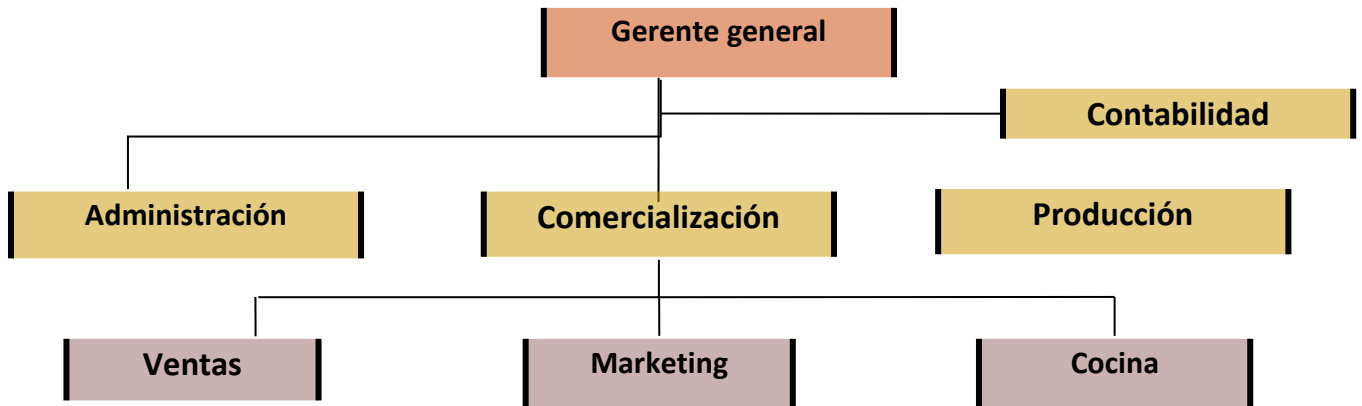 Gerente general
Contabilidad
Administración
Comercialización
Producción
Ventas
Marketing
Cocina